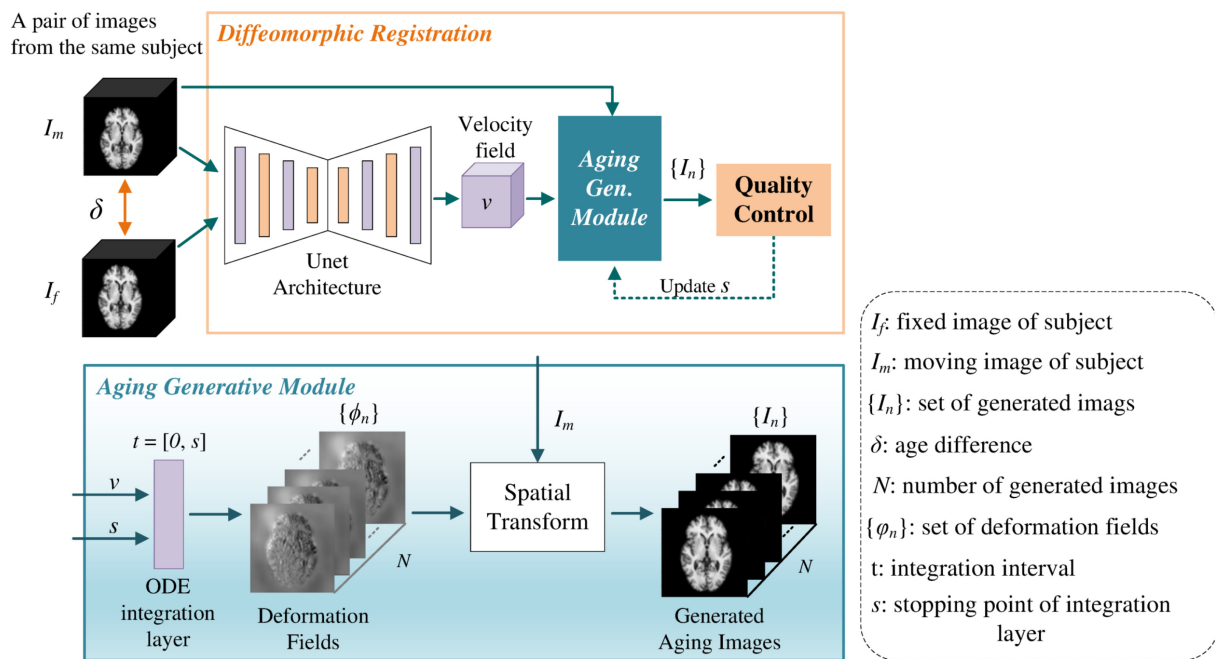 A pair of images
from the same subject
Diffeomorphic Registration
I_m
δ
I_f
Unet
Architecture
Velocity
field
v
Aging
Gen.
Module
{I_n}
Quality
Control
Update s
Aging Generative Module
t = [0, s]
v
s
ODE
integration
layer
{ϕ_n}
N
Deformation
Fields
I_m
Spatial
Transform
{I_n}
N
Generated
Aging Images
I_f: fixed image of subject
I_m: moving image of subject
{I_n}: set of generated imags
δ: age difference
N: number of generated images
{φ_n}: set of deformation fields
t: integration interval
s: stopping point of integration
layer